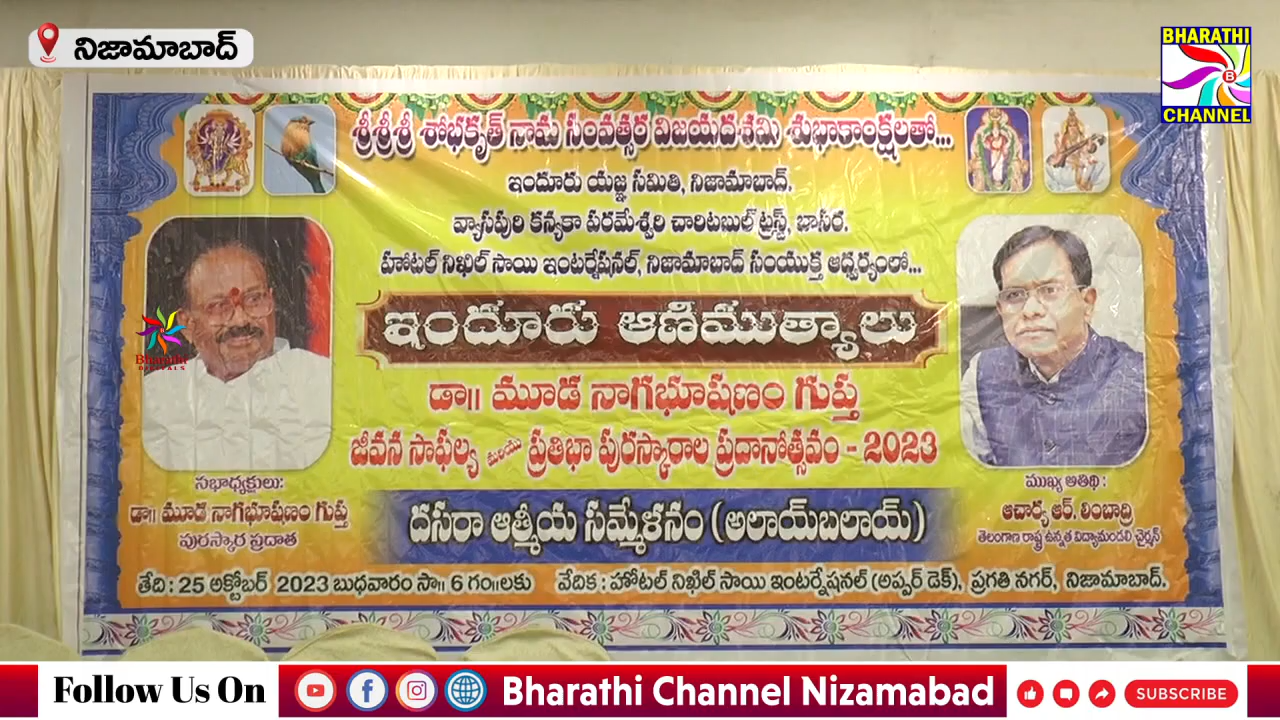 నిజామాబాద్
BHARATHI
B
CHANNEL
శ్రీశ్రీశ్రీ శోభకృత్ నామ సంవత్సర విజయదశమి శుభాకాంక్షలతో...
ఇందూరు యజ్ఞ సమితి, నిజామాబాద్.
వ్యాసపురి కన్యకా పరమేశ్వరి చారిటబుల్ ట్రస్ట్, బాసర.
హోటల్ నిఖిల్ సాయి ఇంటర్నేషనల్, నిజామాబాద్ సంయుక్త ఆధ్వర్యంలో...
ఇందూరు ఆణిముత్యాలు
డా॥ మూడ నాగభూషణం గుప్త
జీవన సాఫల్య మరియు ప్రతిభా పురస్కారాల ప్రదానోత్సవం - 2023
Bharathi
DIGITALS
సభాధ్యక్షులు:
డా॥ మూడ నాగభూషణం గుప్త
పురస్కార ప్రదాత
ముఖ్య అతిథి :
ఆచార్య ఆర్. లింబాద్రి
తెలంగాణ రాష్ట్ర ఉన్నత విద్యామండలి ఛైర్మన్
దసరా ఆత్మీయ సమ్మేళనం (అలాయ్‌బలాయ్)
తేది : 25 అక్టోబర్ 2023 బుధవారం సా॥ 6 గం॥లకు వేదిక : హోటల్ నిఖిల్ సాయి ఇంటర్నేషనల్ (అప్పర్ డెక్), ప్రగతి నగర్, నిజామాబాద్.
Follow Us On Bharathi Channel Nizamabad SUBSCRIBE